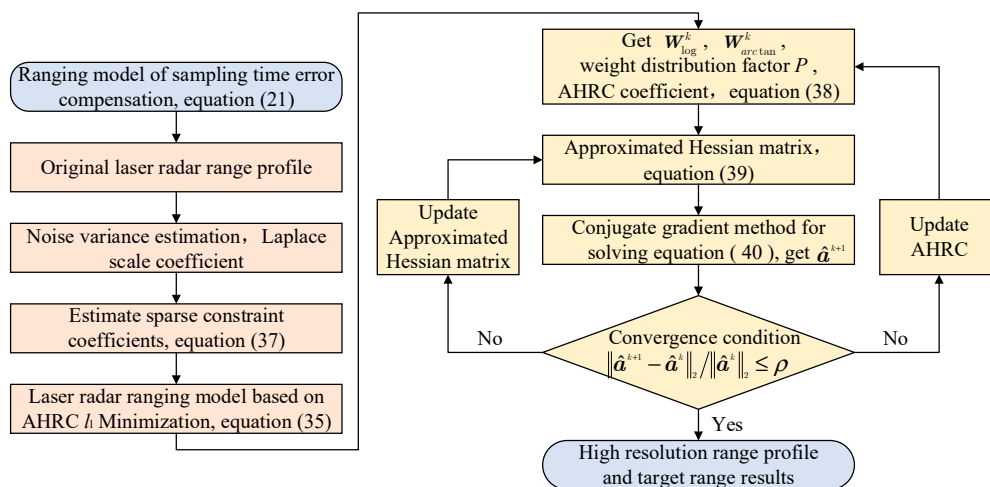 Ranging model of sampling time error
compensation, equation (21)
Original laser radar range profile
Noise variance estimation，Laplace
scale coefficient
Estimate sparse constraint
coefficients, equation (37)
Laser radar ranging model based on
AHRC l₁ Minimization, equation (35)
Get W^k_log , W^k_arctan ,
weight distribution factor P ,
AHRC coefficient，equation (38)
Approximated Hessian matrix，
equation (39)
Conjugate gradient method for
solving equation ( 40 ), get â^{k+1}
Update
Approximated
Hessian matrix
Update
AHRC
No
Convergence condition
‖â^{k+1} − â^k‖₂/‖â^k‖₂ ≤ ρ
No
Yes
High resolution range profile
and target range results